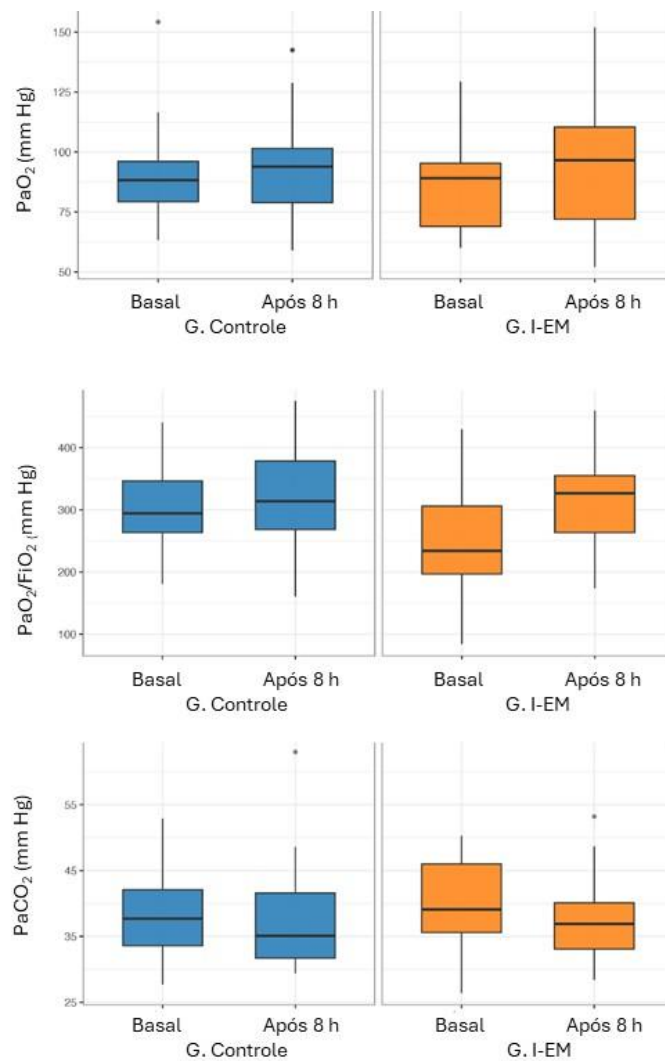 PaO₂ (mm Hg)
150
125
100
75
50
Basal Após 8 h Basal Após 8 h
G. Controle G. I-EM
PaO₂/FiO₂ (mm Hg)
400
300
200
100
Basal Após 8 h Basal Após 8 h
G. Controle G. I-EM
PaCO₂ (mm Hg)
55
45
35
25
Basal Após 8 h Basal Após 8 h
G. Controle G. I-EM